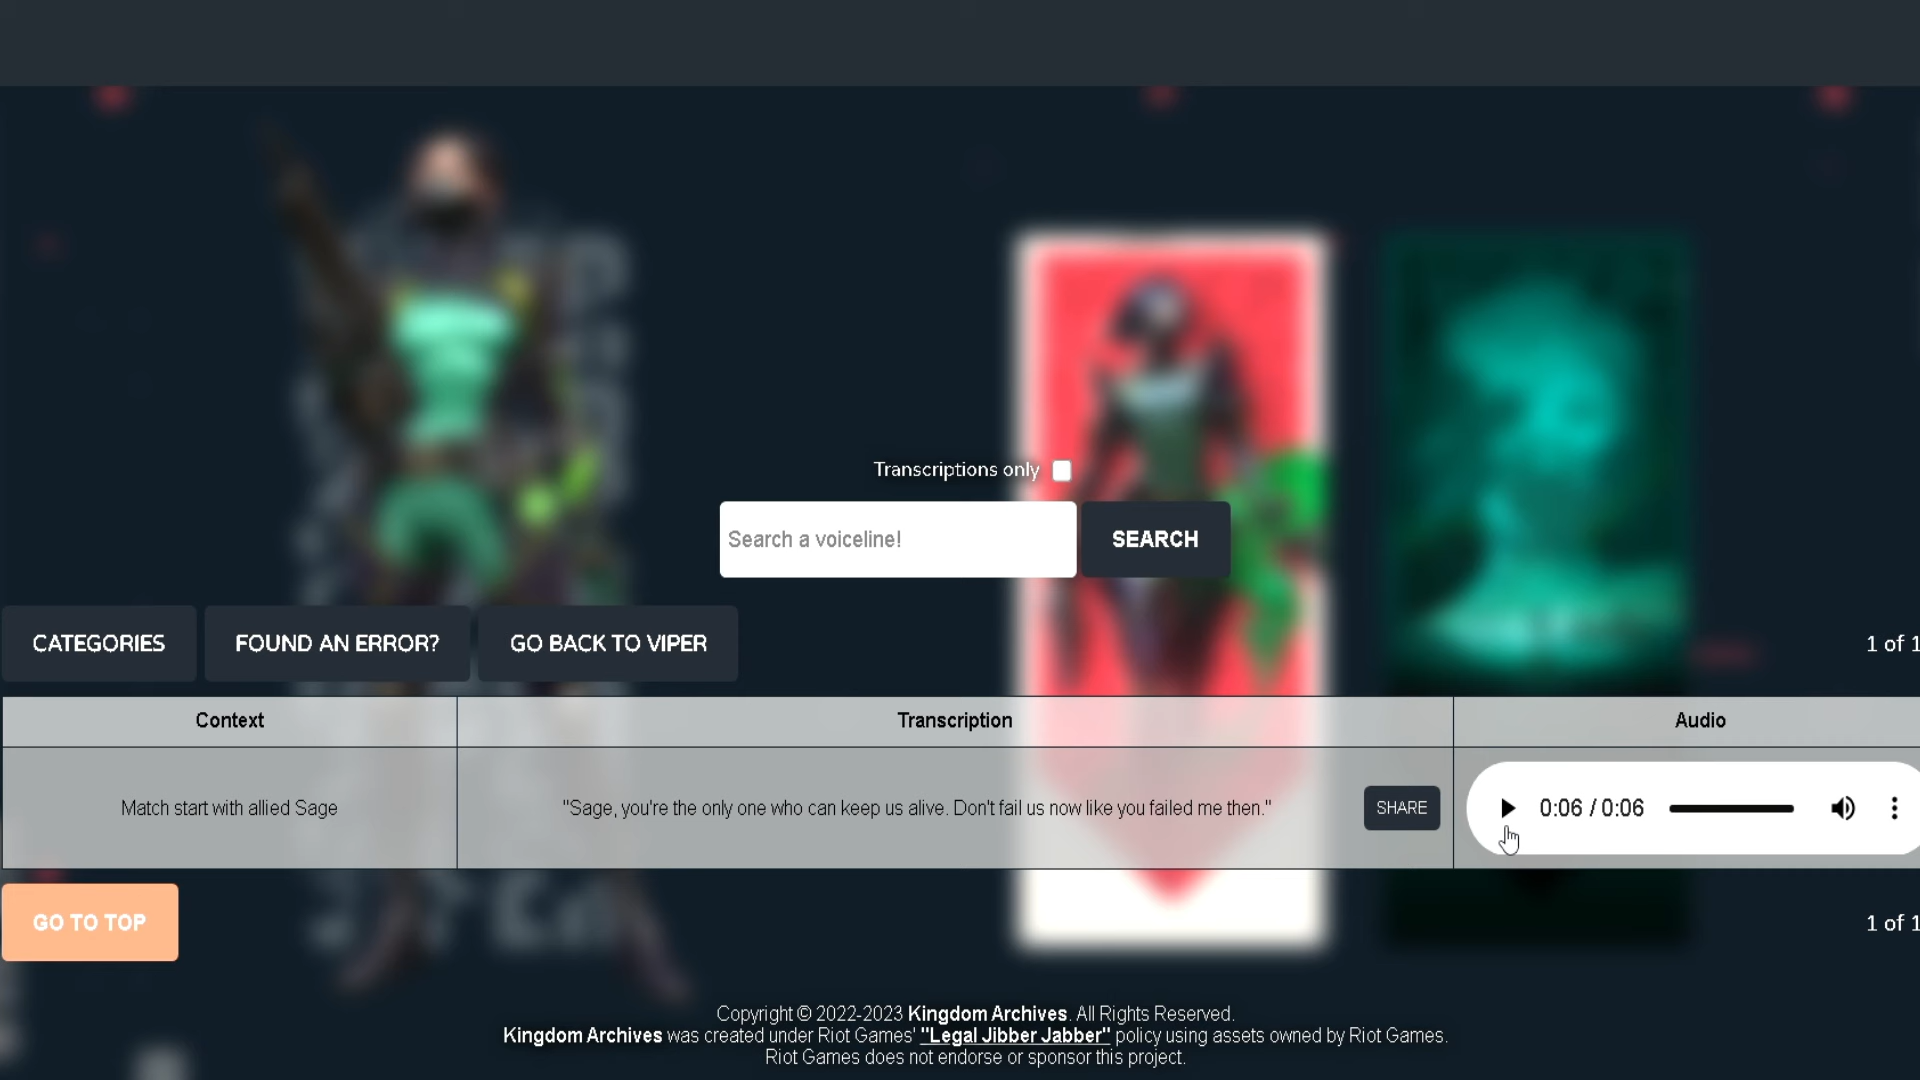 Transcriptions only
Search a voiceline!
SEARCH
CATEGORIES
FOUND AN ERROR?
GO BACK TO VIPER
1 of 1
Context
Transcription
Audio
Match start with allied Sage
"Sage, you're the only one who can keep us alive. Don't fail us now like you failed me then."
SHARE
0:06 / 0:06
GO TO TOP
1 of 1
Copyright © 2022-2023 Kingdom Archives. All Rights Reserved.
Kingdom Archives was created under Riot Games' "Legal Jibber Jabber" policy using assets owned by Riot Games.
Riot Games does not endorse or sponsor this project.